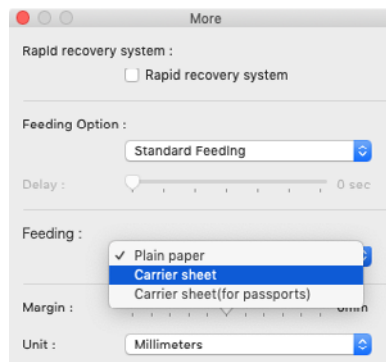 More
Rapid recovery system :
Rapid recovery system
Feeding Option :
Standard Feeding
Delay : 0 sec
Feeding :
✓ Plain paper
Carrier sheet
Carrier sheet(for passports)
Margin : 0mm
Unit : Millimeters